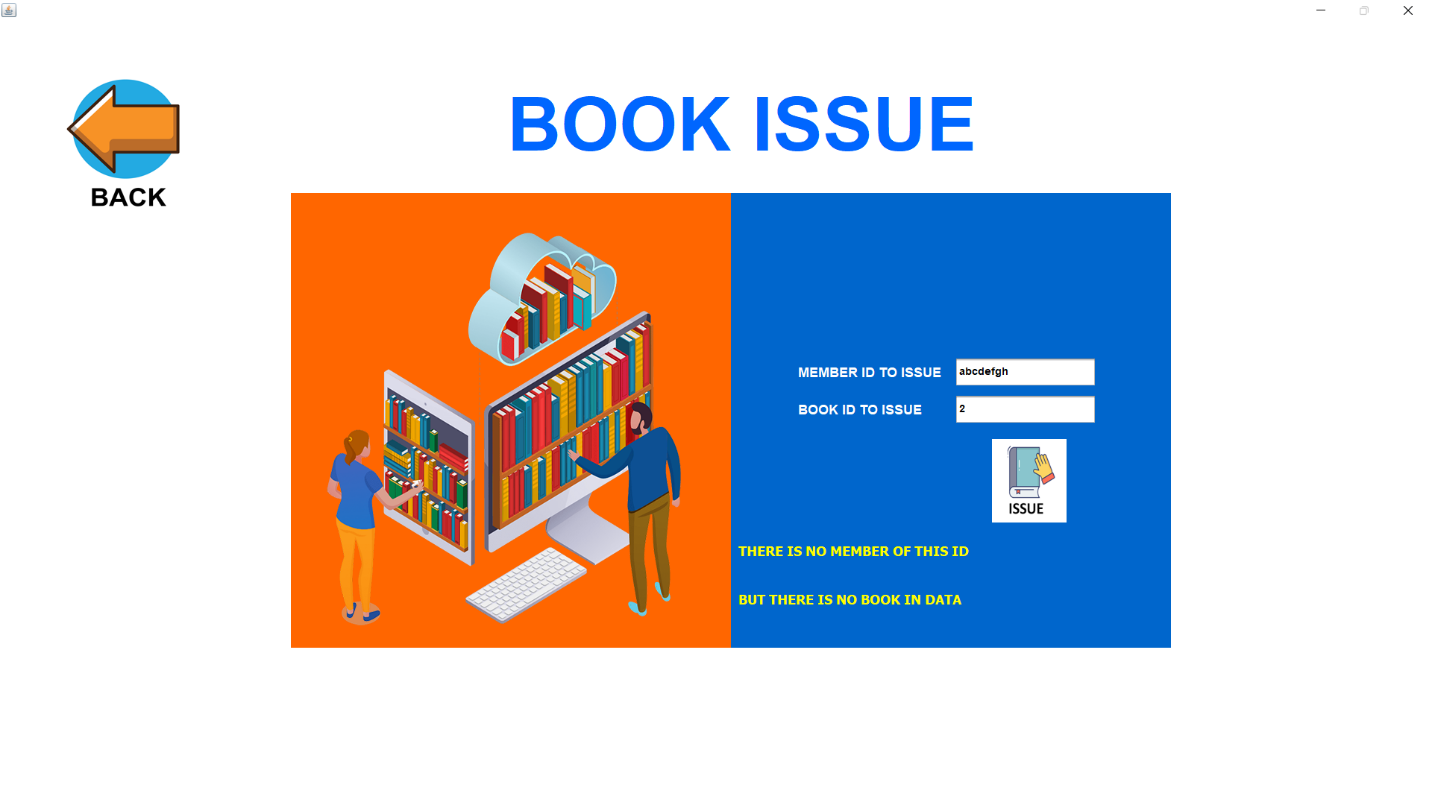 BOOK ISSUE
BACK
MEMBER ID TO ISSUE abcdefgh
BOOK ID TO ISSUE 2
ISSUE
THERE IS NO MEMBER OF THIS ID
BUT THERE IS NO BOOK IN DATA